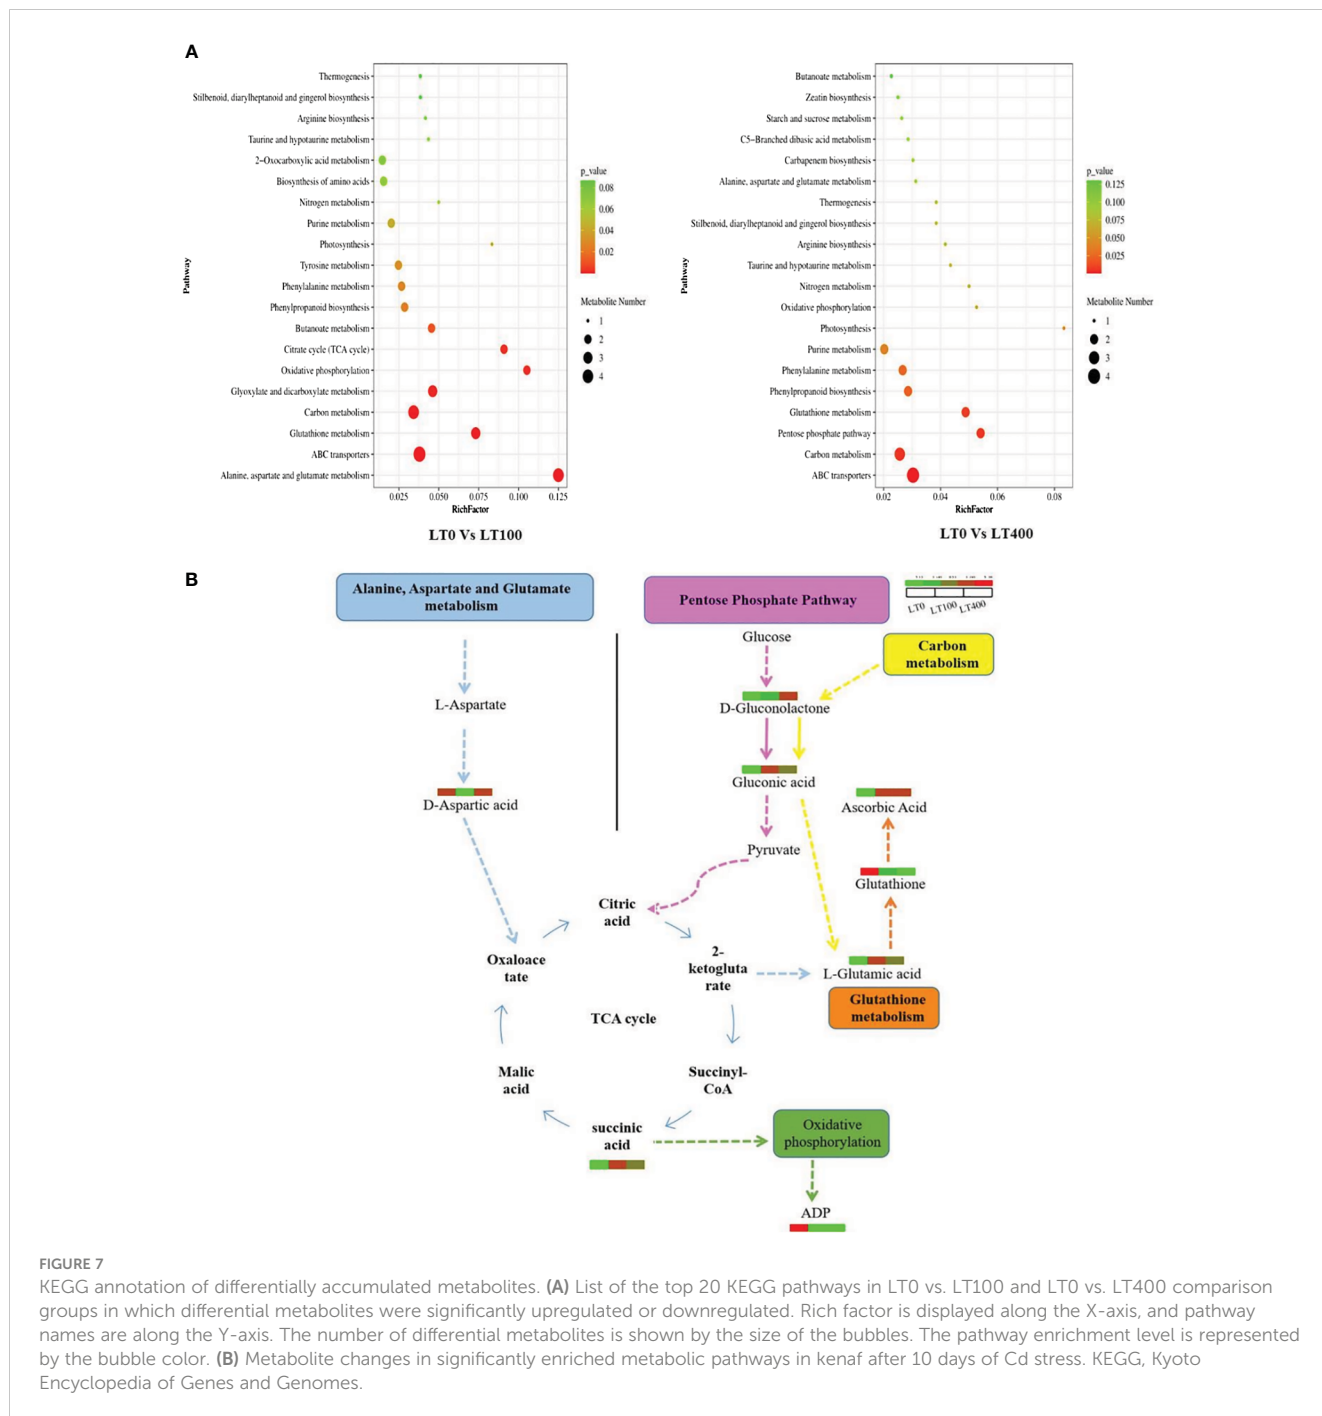 A
Thermogenesis
Stilbenoid, diarylheptanoid and gingerol biosynthesis
Arginine biosynthesis
Taurine and hypotaurine metabolism
2−Oxocarboxylic acid metabolism
Biosynthesis of amino acids
Nitrogen metabolism
Purine metabolism
Photosynthesis
Tyrosine metabolism
Phenylalanine metabolism
Phenylpropanoid biosynthesis
Butanoate metabolism
Citrate cycle (TCA cycle)
Oxidative phosphorylation
Glyoxylate and dicarboxylate metabolism
Carbon metabolism
Glutathione metabolism
ABC transporters
Alanine, aspartate and glutamate metabolism
Pathway
0.025 0.050 0.075 0.100 0.125
RichFactor
LT0 Vs LT100
p_value
0.08
0.06
0.04
0.02
Metabolite Number
1
2
3
4
Butanoate metabolism
Zeatin biosynthesis
Starch and sucrose metabolism
C5−Branched dibasic acid metabolism
Carbapenem biosynthesis
Alanine, aspartate and glutamate metabolism
Thermogenesis
Stilbenoid, diarylheptanoid and gingerol biosynthesis
Arginine biosynthesis
Taurine and hypotaurine metabolism
Nitrogen metabolism
Oxidative phosphorylation
Photosynthesis
Purine metabolism
Phenylalanine metabolism
Phenylpropanoid biosynthesis
Glutathione metabolism
Pentose phosphate pathway
Carbon metabolism
ABC transporters
Pathway
0.02 0.04 0.06 0.08
RichFactor
LT0 Vs LT400
p_value
0.125
0.100
0.075
0.050
0.025
Metabolite Number
1
2
3
4
B
Alanine, Aspartate and Glutamate
metabolism
Pentose Phosphate Pathway
LT0 LT100 LT400
Glucose
Carbon
metabolism
L-Aspartate
D-Gluconolactone
Gluconic acid
D-Aspartic acid
Ascorbic Acid
Pyruvate
Glutathione
Citric
acid
Oxaloace
tate
2-
ketogluta
rate
L-Glutamic acid
Glutathione
metabolism
TCA cycle
Malic
acid
Succinyl-
CoA
succinic
acid
Oxidative
phosphorylation
ADP
FIGURE 7
KEGG annotation of differentially accumulated metabolites. (A) List of the top 20 KEGG pathways in LT0 vs. LT100 and LT0 vs. LT400 comparison
groups in which differential metabolites were significantly upregulated or downregulated. Rich factor is displayed along the X-axis, and pathway
names are along the Y-axis. The number of differential metabolites is shown by the size of the bubbles. The pathway enrichment level is represented
by the bubble color. (B) Metabolite changes in significantly enriched metabolic pathways in kenaf after 10 days of Cd stress. KEGG, Kyoto
Encyclopedia of Genes and Genomes.